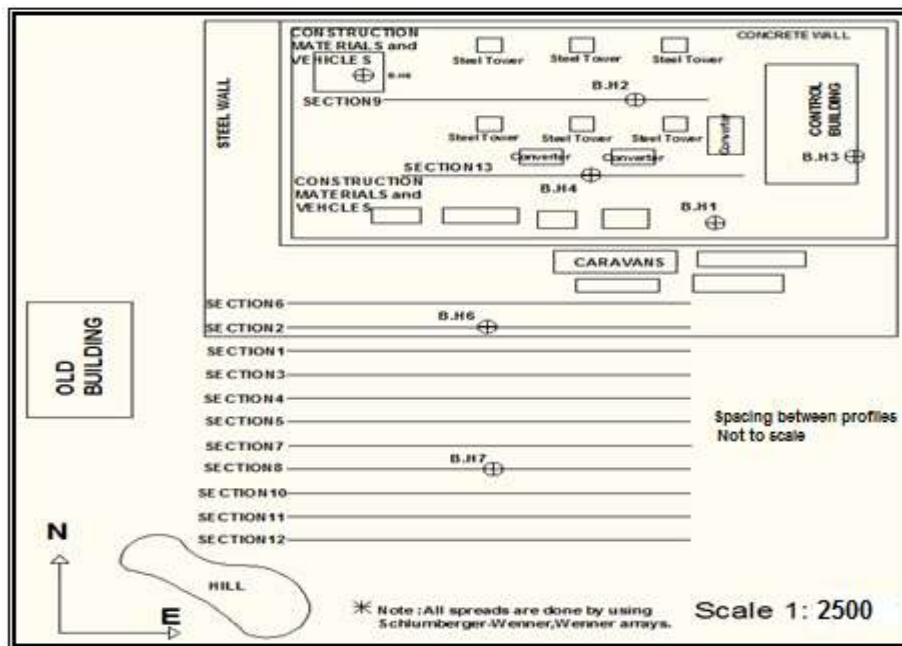 CONSTRUCTION
MATERIALS and
VEHICLES
CONCRETE WALL
Steel Tower
Steel Tower
Steel Tower
B.H6
SECTION9
B.H2
STEEL WALL
CONTROL
BUILDING
Steel Tower
Steel Tower
Steel Tower
Converter
Converter
Converter
B.H3
SECTION13
B.H4
CONSTRUCTION
MATERIALS and
VEHICLES
B.H1
CARAVANS
SECTION6
B.H6
SECTION2
SECTION1
OLD
BUILDING
SECTION3
SECTION4
SECTION5
Spacing between profiles
Not to scale
SECTION7
B.H7
SECTION8
SECTION10
SECTION11
SECTION12
N
E
HILL
Note :All spreads are done by using
Schlumberger-Wenner,Wenner arrays.
Scale 1: 2500